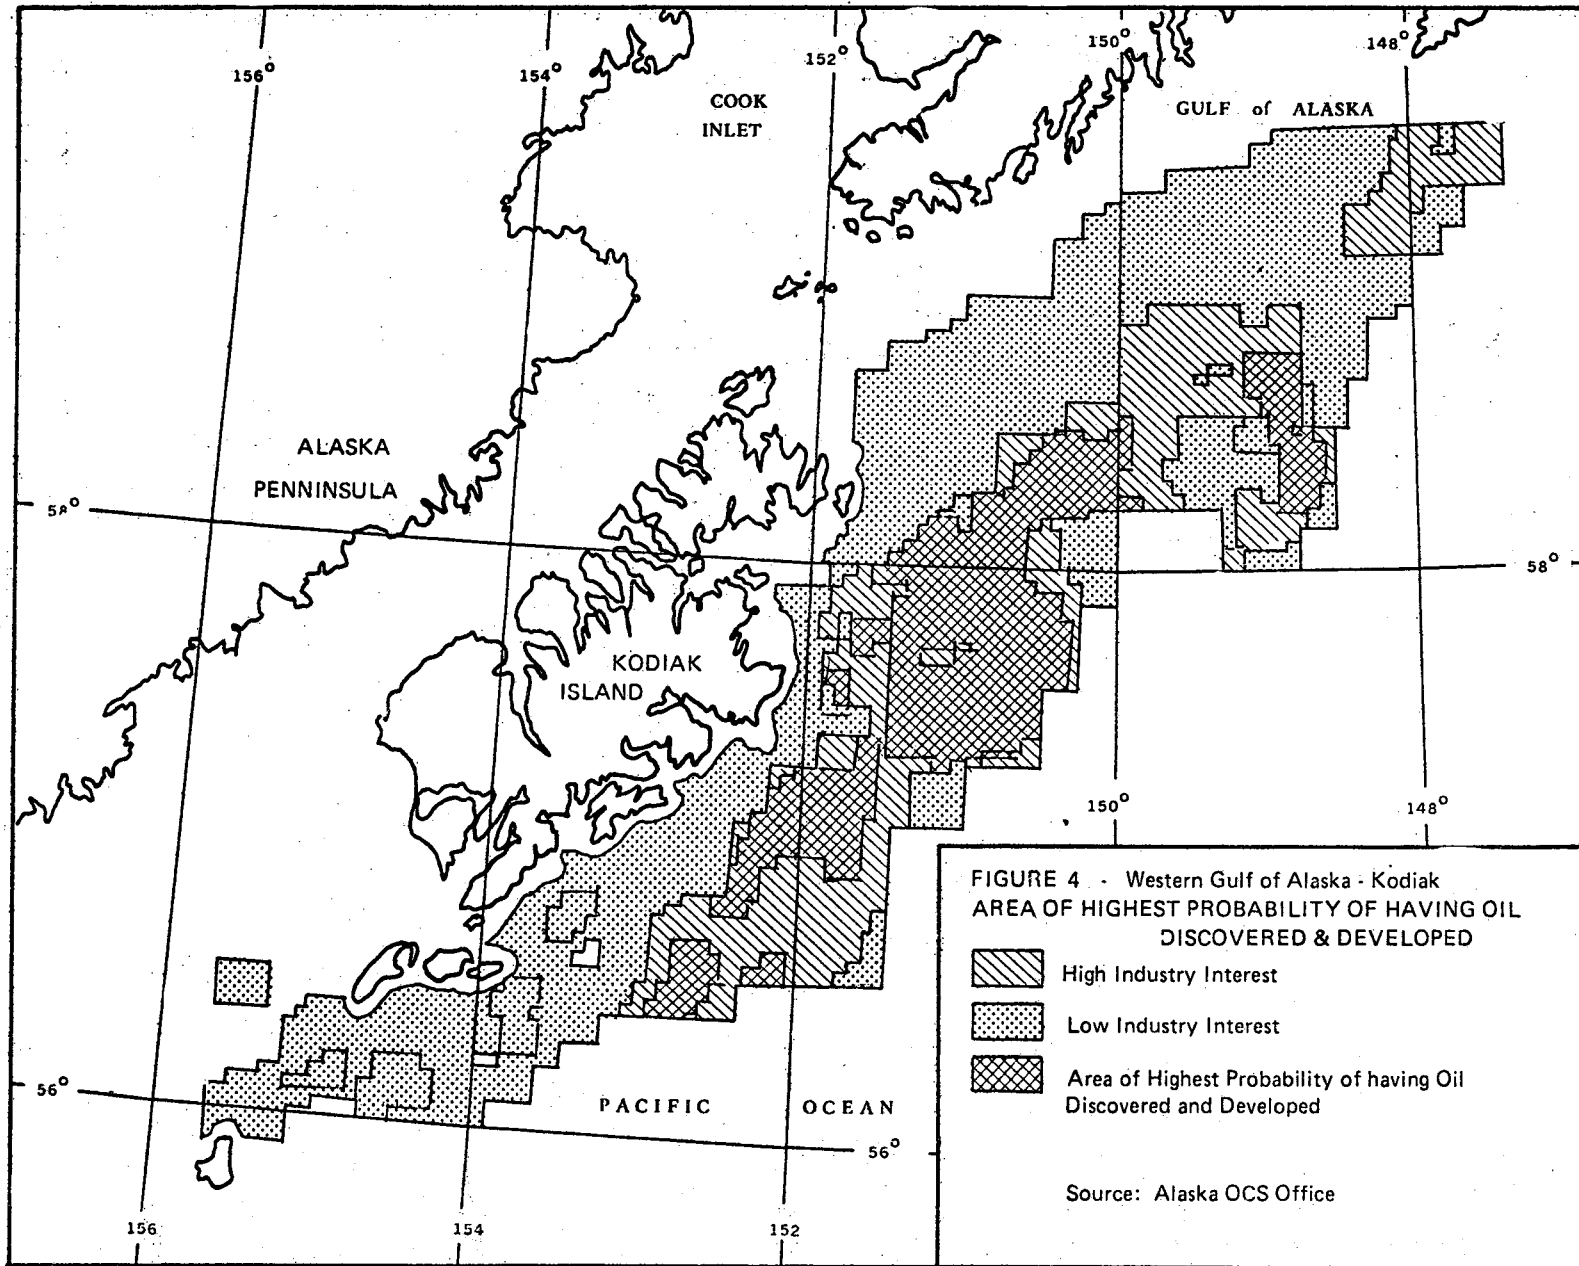 156° 154° 152° 150° 148°
COOK
INLET
GULF of ALASKA
ALASKA
PENNINSULA
58°
58°
KODIAK
ISLAND
150° 148°
56°
PACIFIC OCEAN
56°
156 154 152
FIGURE 4 - Western Gulf of Alaska - Kodiak
AREA OF HIGHEST PROBABILITY OF HAVING OIL
DISCOVERED & DEVELOPED
High Industry Interest
Low Industry Interest
Area of Highest Probability of having Oil
Discovered and Developed
Source: Alaska OCS Office